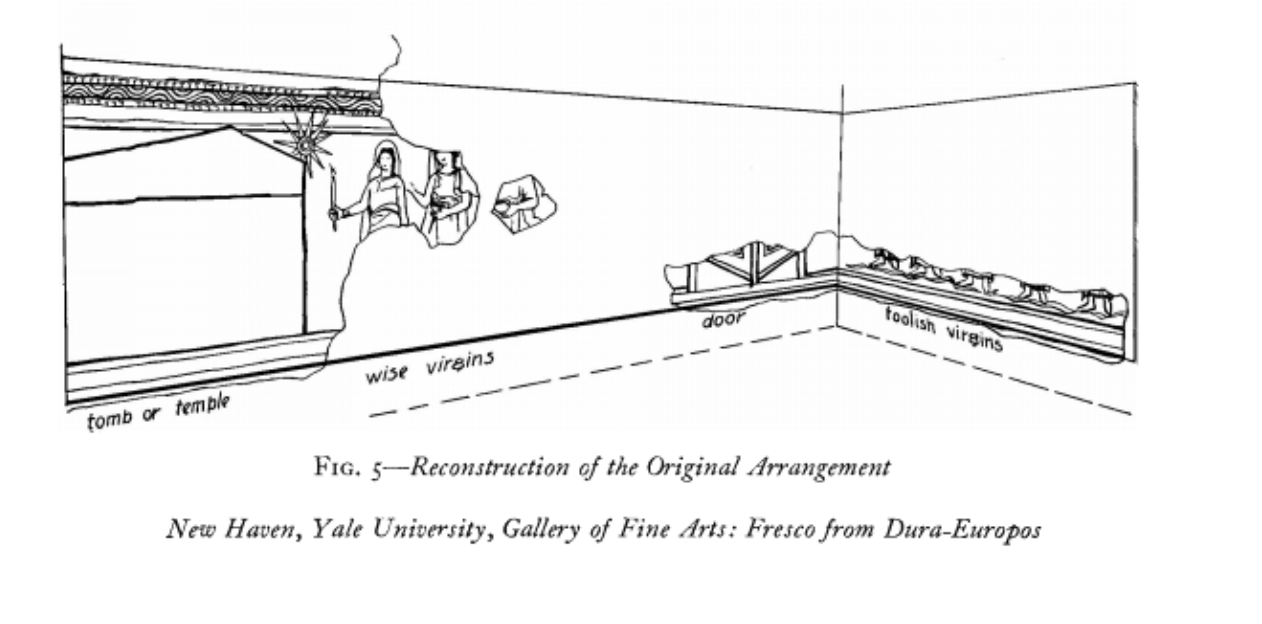 tomb or temple
wise virgins
door
foolish virgins
FIG. 5—Reconstruction of the Original Arrangement
New Haven, Yale University, Gallery of Fine Arts: Fresco from Dura-Europos